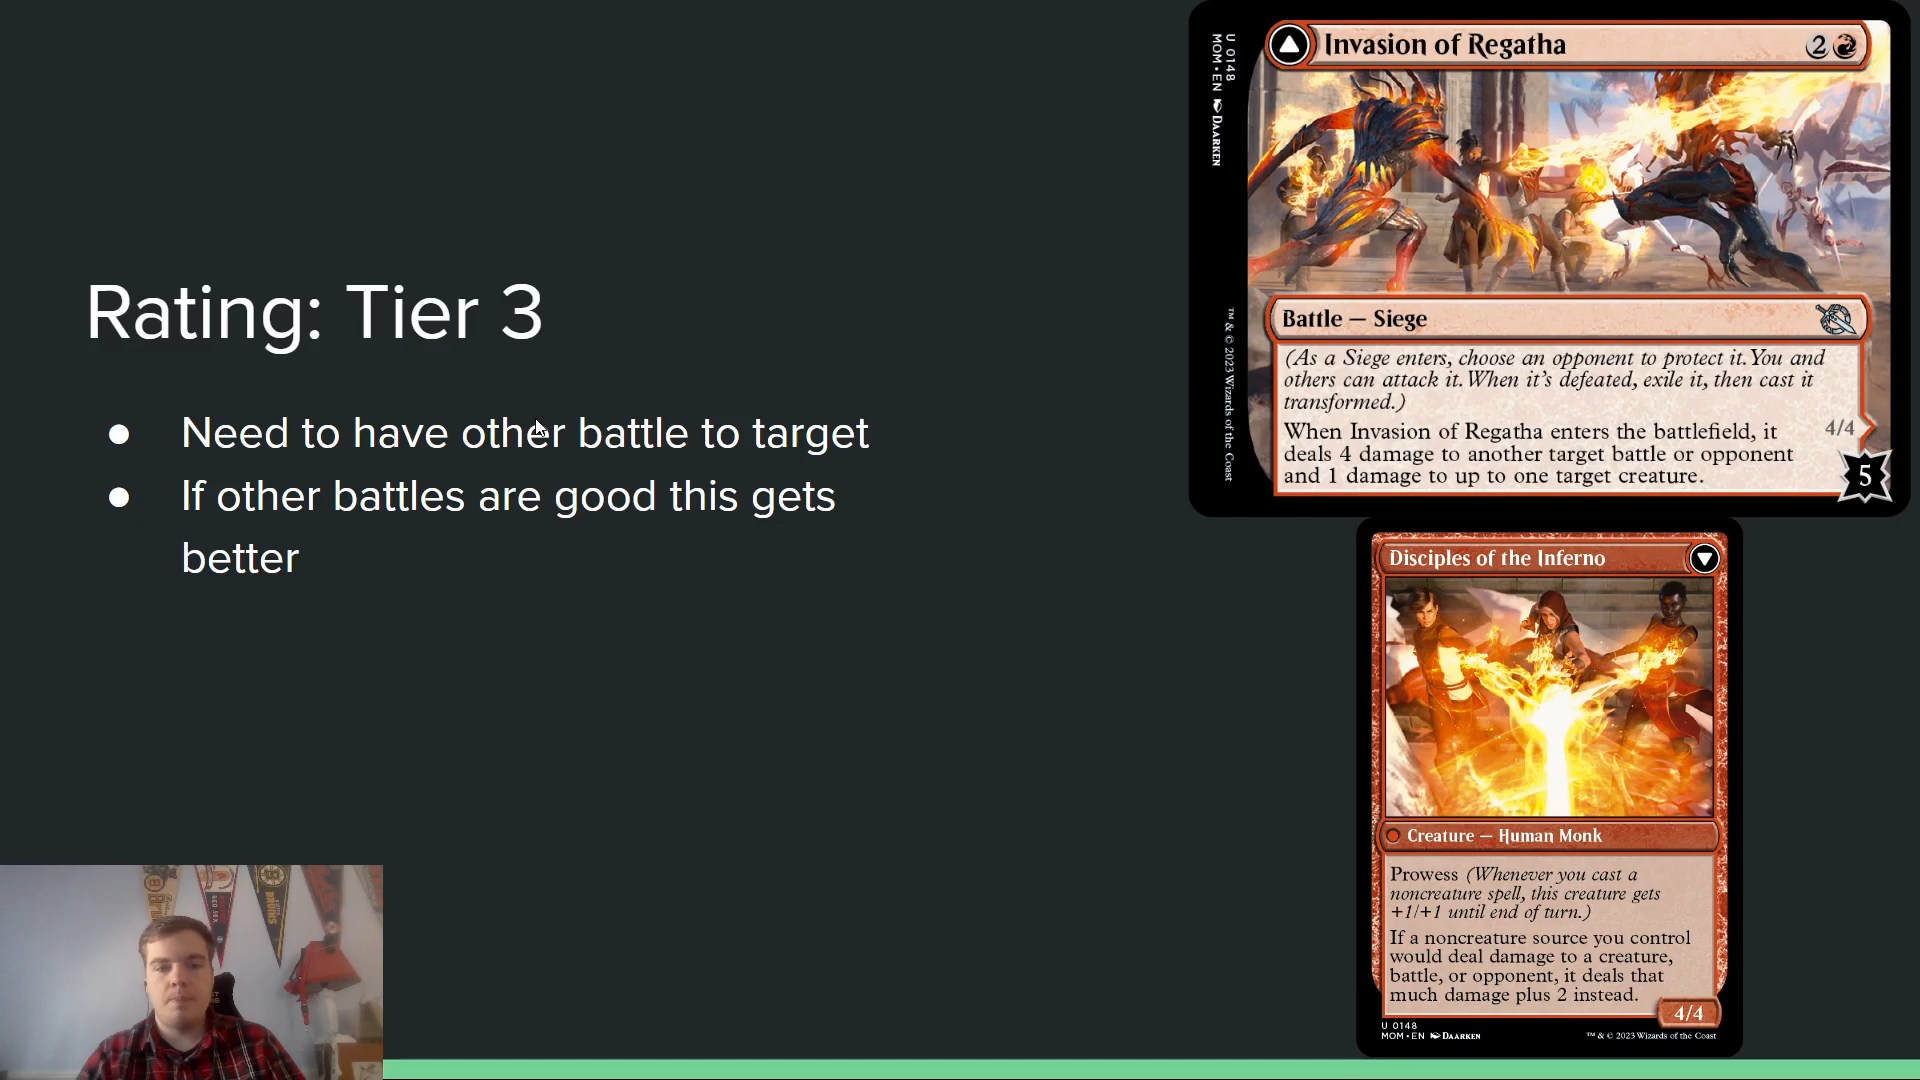 Rating: Tier 3
● Need to have other battle to target
● If other battles are good this gets
better
U 0148
MOM • EN DAARKEN
™ & © 2023 Wizards of the Coast
Invasion of Regatha
2
Battle — Siege
(As a Siege enters, choose an opponent to protect it. You and
others can attack it. When it's defeated, exile it, then cast it
transformed.)
When Invasion of Regatha enters the battlefield, it
deals 4 damage to another target battle or opponent
and 1 damage to up to one target creature.
4/4
5
Disciples of the Inferno
Creature — Human Monk
Prowess (Whenever you cast a
noncreature spell, this creature gets
+1/+1 until end of turn.)
If a noncreature source you control
would deal damage to a creature,
battle, or opponent, it deals that
much damage plus 2 instead.
4/4
U 0148
MOM • EN DAARKEN
™ & © 2023 Wizards of the Coast
BRUINS
RED SOX